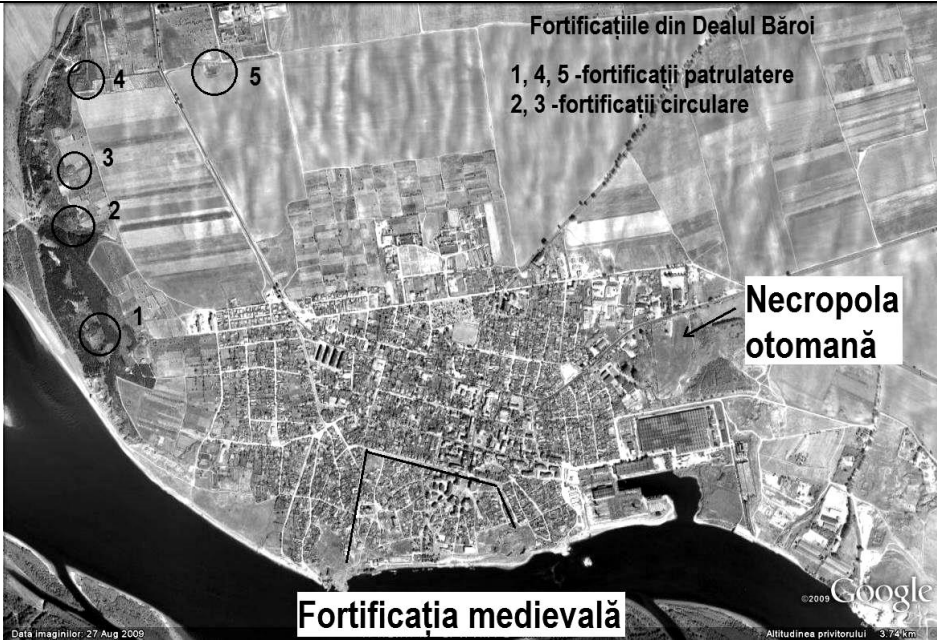 Fortificațiile din Dealul Băroi
1, 4, 5 -fortificații patrulatere
2, 3 -fortificații circulare
4
5
3
2
1
Necropola
otomană
Fortificația medievală
©2009 Google
Data imaginilor: 27 Aug 2009
Altitudinea privitorului 3.74 km